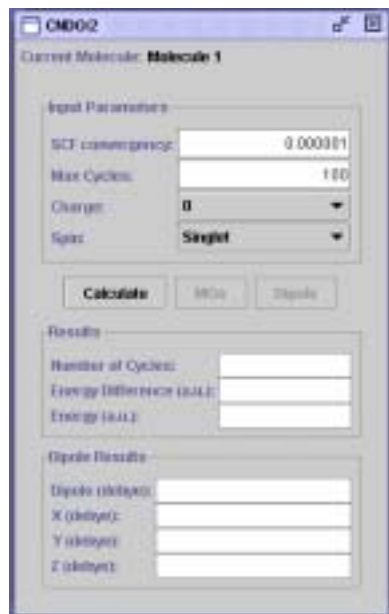 CNDO/2
Current Molecule: Molecule 1
Input Parameters
SCF convergency: 0.000001
Max Cycles: 100
Charge: 0
Spin: Singlet
Calculate MOs Dipole
Results
Number of Cycles:
Energy Difference (a.u.):
Energy (a.u.):
Dipole Results
Dipole (debye):
X (debye):
Y (debye):
Z (debye):